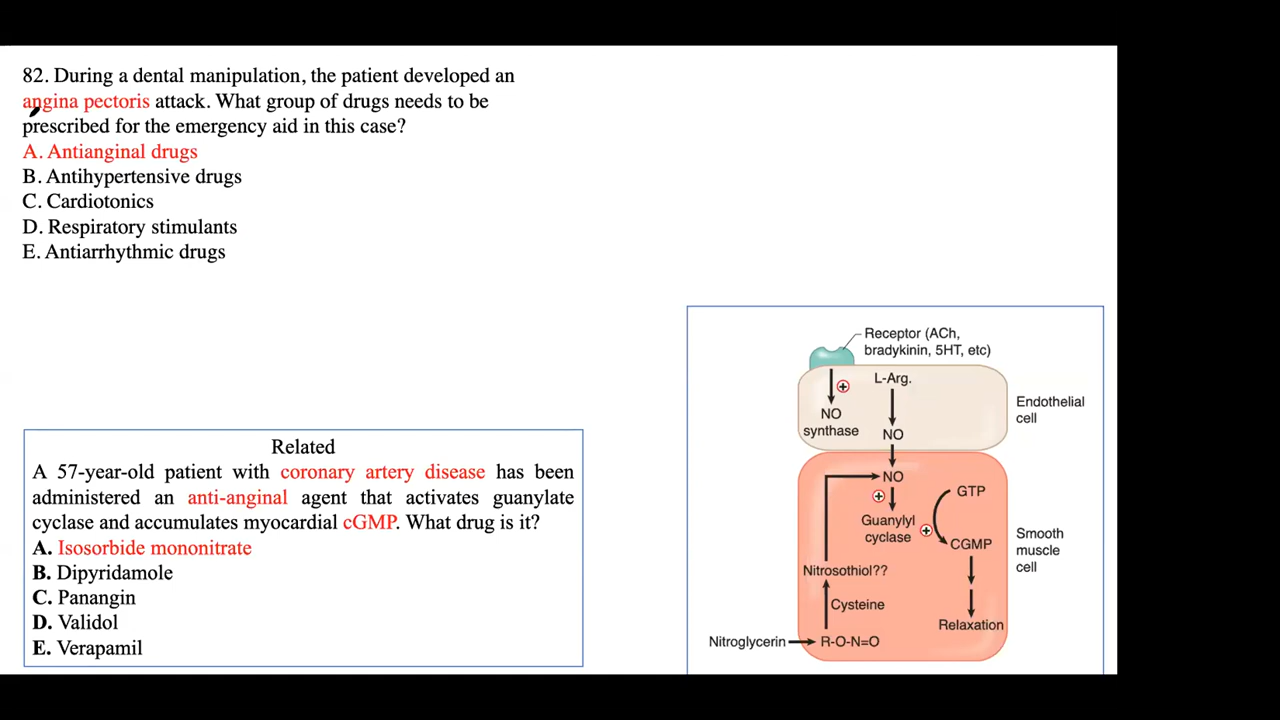 82. During a dental manipulation, the patient developed an
angina pectoris attack. What group of drugs needs to be
prescribed for the emergency aid in this case?
A. Antianginal drugs
B. Antihypertensive drugs
C. Cardiotonics
D. Respiratory stimulants
E. Antiarrhythmic drugs
Related
A 57-year-old patient with coronary artery disease has been
administered an anti-anginal agent that activates guanylate
cyclase and accumulates myocardial cGMP. What drug is it?
A. Isosorbide mononitrate
B. Dipyridamole
C. Panangin
D. Validol
E. Verapamil
Receptor (ACh,
bradykinin, 5HT, etc)
L-Arg.
NO
synthase
NO
Endothelial
cell
NO
GTP
Guanylyl
cyclase
CGMP
Smooth
muscle
cell
Nitrosothiol??
Cysteine
Relaxation
Nitroglycerin
R-O-N=O